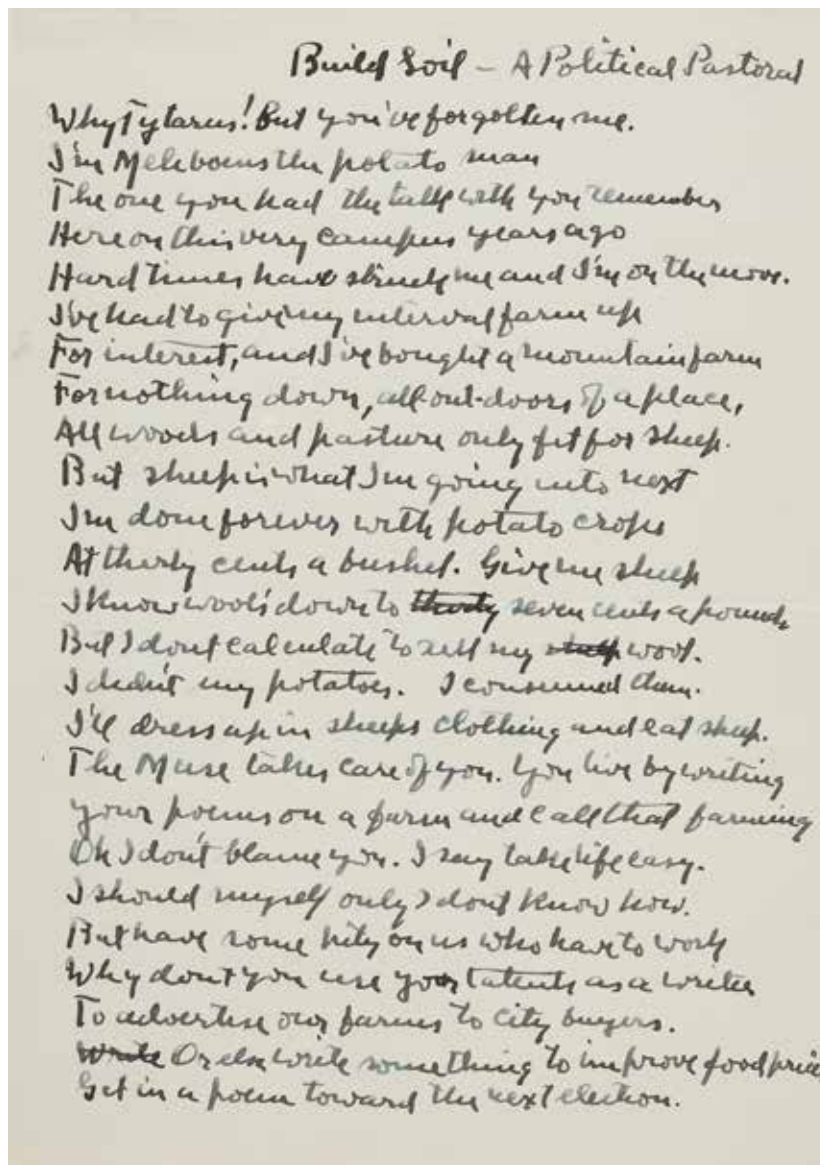 Build Soil – A Political Pastoral
Why Tytarus! But you've forgotten me.
I'm Meliboeus the potato man
The one you had the talk with you remember
Here on this very campus years ago
Hard times have struck me and I'm on the move.
I've had to give my interval farm up
For interest, and I've bought a mountain farm
For nothing down, all out-doors of a place,
All woods and pasture only fit for sheep.
But sheep is what I'm going into next
I'm done forever with potato crops
At thirty cents a bushel. Give me sheep
I know wool's down to thirty seven cents a pound
But I dont calculate to sell my sheep wool.
I didn't my potatoes. I consumed them.
I'll dress up in sheeps clothing and eat sheep.
The Muse takes care of you. You live by writing
your poems on a farm and call that farming
Oh I don't blame you. I say take life easy.
I should myself only I dont know how.
But have some pity on us who have to work
Why dont you use your talents as a writer
To advertise our farms to city buyers.
Write Or else write something to improve food
Get in a poem toward the next election.